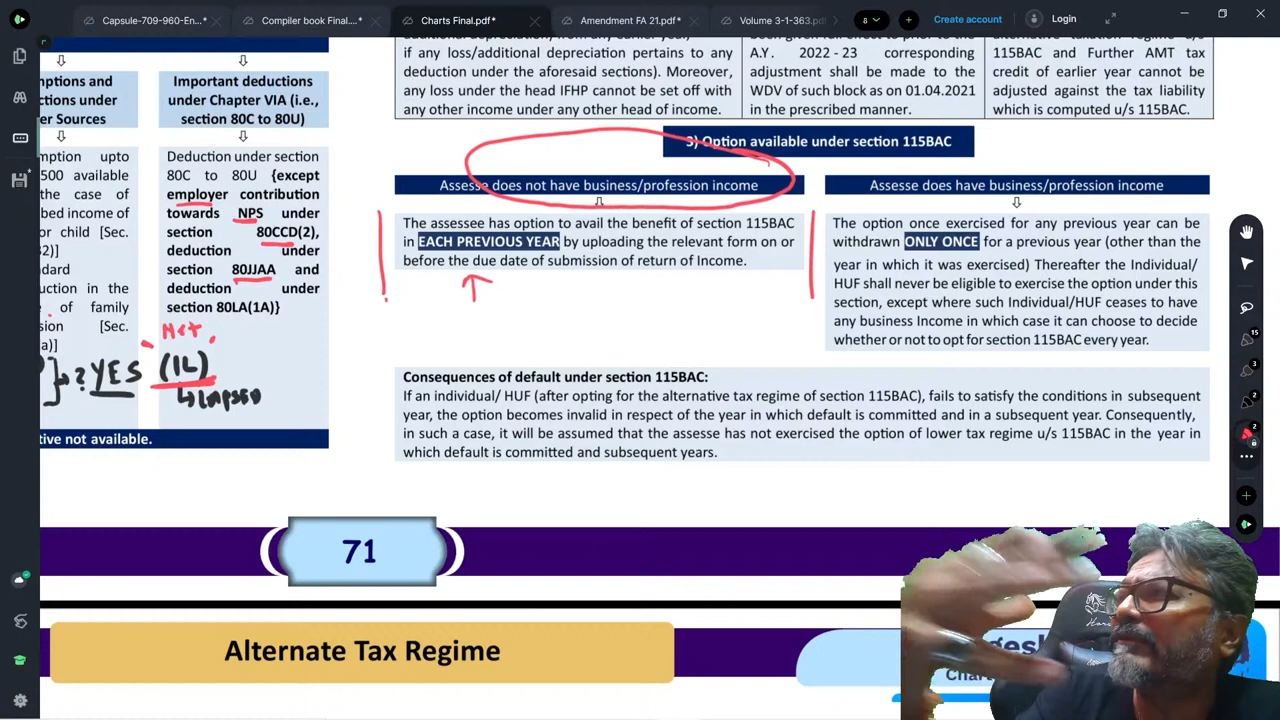 Capsule-709-960-En...*
Compiler book Final....*
Charts Final.pdf*
Amendment FA 21.pdf*
Volume 3-1-363.pdf
8
Create account
Login
if any loss/additional depreciation pertains to any
deduction under the aforesaid sections). Moreover,
any loss under the head IFHP cannot be set off with
any other income under any other head of income.
A.Y. 2022 - 23 corresponding
adjustment shall be made to the
WDV of such block as on 01.04.2021
in the prescribed manner.
115BAC and Further AMT tax
credit of earlier year cannot be
adjusted against the tax liability
which is computed u/s 115BAC.
mptions and
ctions under
er Sources
Important deductions
under Chapter VIA (i.e.,
section 80C to 80U)
mption upto
500 available
the case of
bed income of
or child [Sec.
32)]
ndard
uction in the
of family
sion [Sec.
a)]
Deduction under section
80C to 80U {except
employer contribution
towards NPS under
section 80CCD(2),
deduction under
section 80JJAA and
deduction under
section 80LA(1A)}
? YES
(1L)
Lapsed
tive not available.
3) Option available under section 115BAC
Assesse does not have business/profession income
The assessee has option to avail the benefit of section 115BAC
in EACH PREVIOUS YEAR by uploading the relevant form on or
before the due date of submission of return of Income.
Assesse does have business/profession income
The option once exercised for any previous year can be
withdrawn ONLY ONCE for a previous year (other than the
year in which it was exercised) Thereafter the Individual/
HUF shall never be eligible to exercise the option under this
section, except where such Individual/HUF ceases to have
any business Income in which case it can choose to decide
whether or not to opt for section 115BAC every year.
Consequences of default under section 115BAC:
If an individual/ HUF (after opting for the alternative tax regime of section 115BAC), fails to satisfy the conditions in subsequent
year, the option becomes invalid in respect of the year in which default is committed and in a subsequent year. Consequently,
in such a case, it will be assumed that the assesse has not exercised the option of lower tax regime u/s 115BAC in the year in
which default is committed and subsequent years.
71
Alternate Tax Regime
15
3
2
2